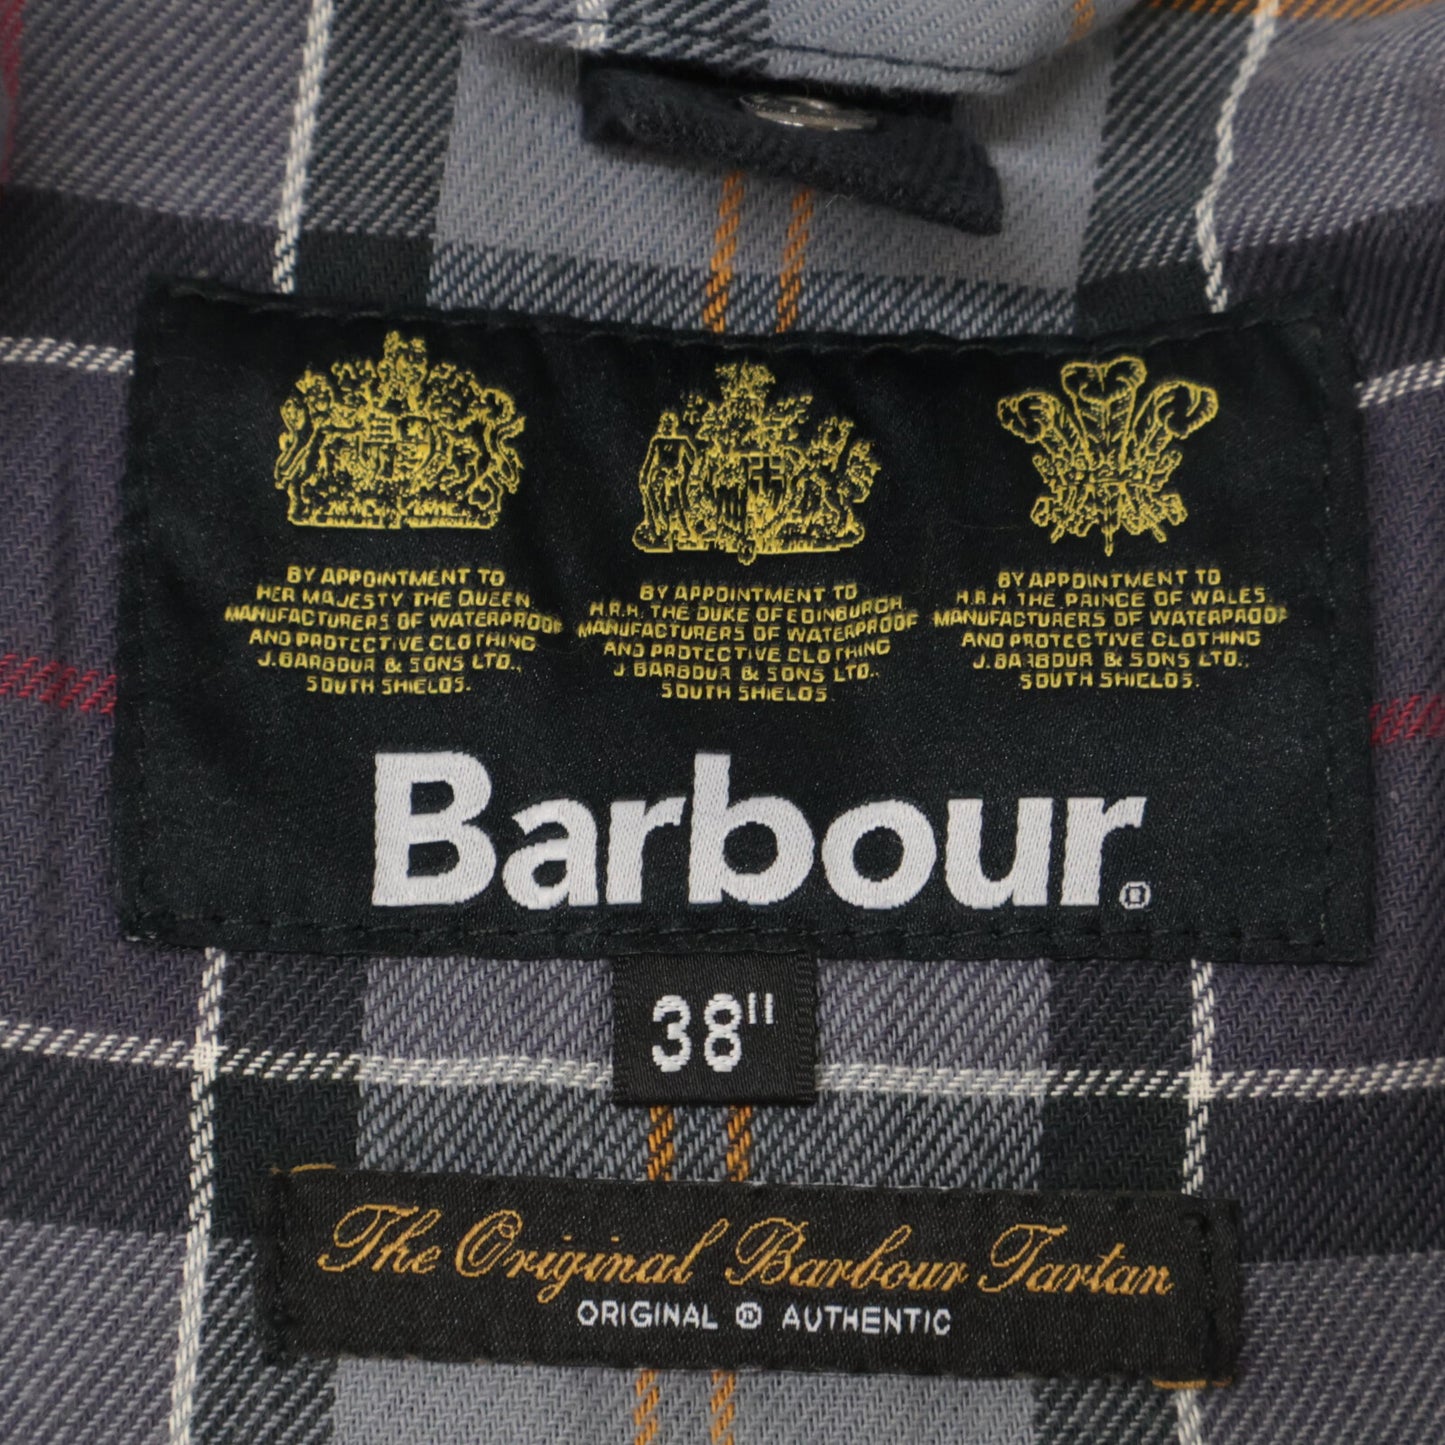 BY APPOINTMENT TO
HER MAJESTY THE QUEEN
MANUFACTURERS OF WATERPROOF
AND PROTECTIVE CLOTHING
J. BARBOUR & SONS LTD.,
SOUTH SHIELDS.
BY APPOINTMENT TO
H.R.H. THE DUKE OF EDINBURGH
MANUFACTURERS OF WATERPROOF
AND PROTECTIVE CLOTHING
J. BARBOUR & SONS LTD.,
SOUTH SHIELDS
BY APPOINTMENT TO
H.R.H. THE PRINCE OF WALES
MANUFACTURERS OF WATERPROOF
AND PROTECTIVE CLOTHING
J. BARBOUR & SONS LTD.,
SOUTH SHIELDS.
Barbour®
38"
The Original Barbour Tartan
ORIGINAL ® AUTHENTIC